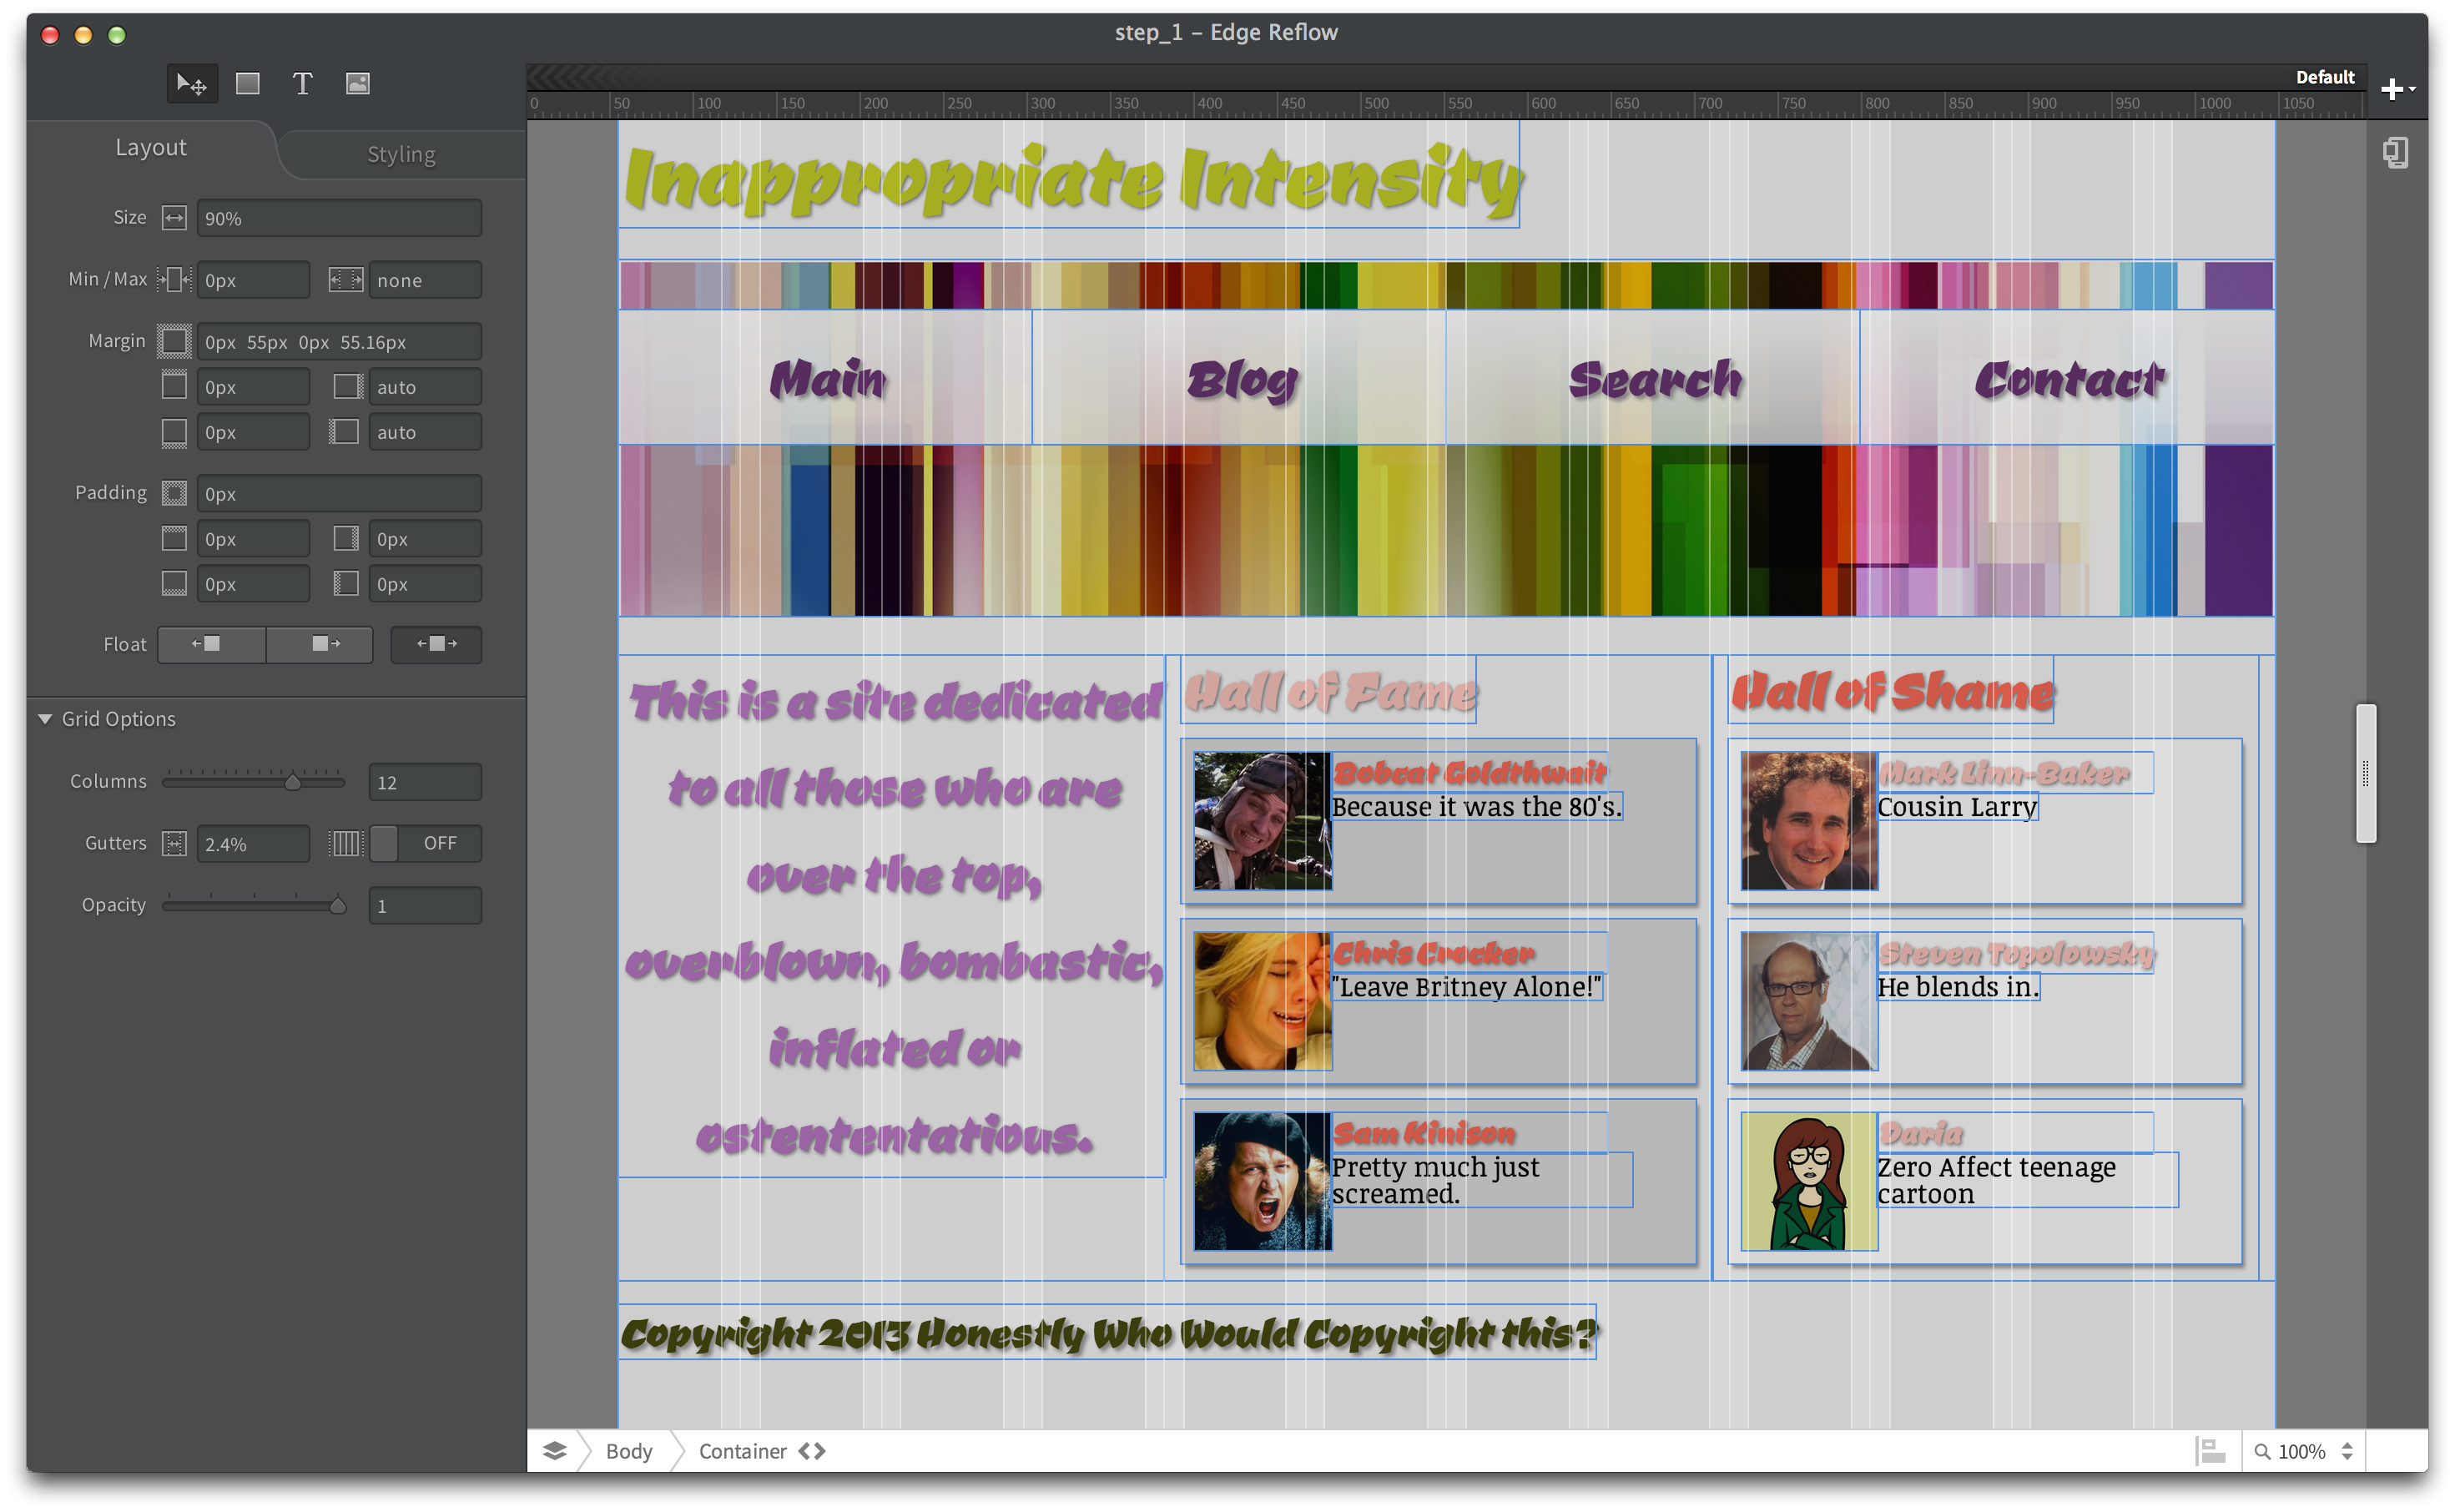 step_1 – Edge Reflow
T
Default
0 50 100 150 200 250 300 350 400 450 500 550 600 650 700 750 800 850 900 950 1000 1050
Layout
Styling
Size 90%
Min / Max 0px none
Margin 0px 55px 0px 55.16px
0px auto
0px auto
Padding 0px
0px 0px
0px 0px
Float
Grid Options
Columns 12
Gutters 2.4% OFF
Opacity 1
Inappropriate Intensity
Main Blog Search Contact
This is a site dedicated
to all those who are
over the top,
overblown, bombastic,
inflated or
ostententatious.
Hall of Fame
Bobcat Goldthwait
Because it was the 80's.
Chris Crocker
"Leave Britney Alone!"
Sam Kinison
Pretty much just
screamed.
Hall of Shame
Mark Linn-Baker
Cousin Larry
Steven Topolowsky
He blends in.
Daria
Zero Affect teenage
cartoon
Copyright 2013 Honestly Who Would Copyright this?
Body Container 100%